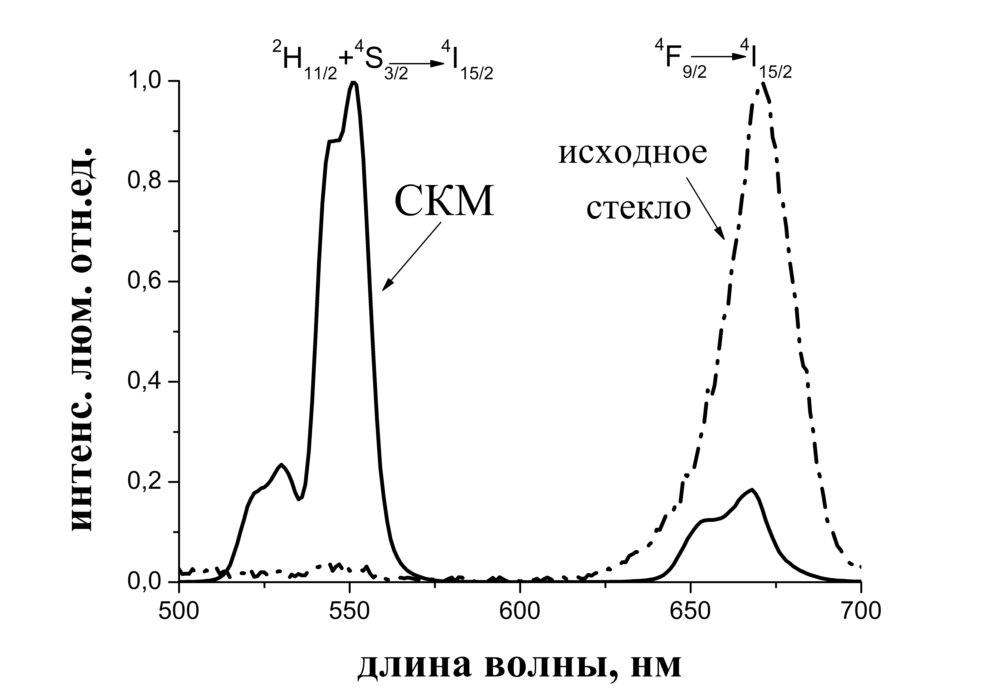 ²H₁₁/₂+⁴S₃/₂→⁴I₁₅/₂
⁴F₉/₂→⁴I₁₅/₂
интенс. люм. отн.ед.
1,0
0,8
0,6
0,4
0,2
0,0
СКМ
исходное
стекло
500 550 600 650 700
длина волны, нм